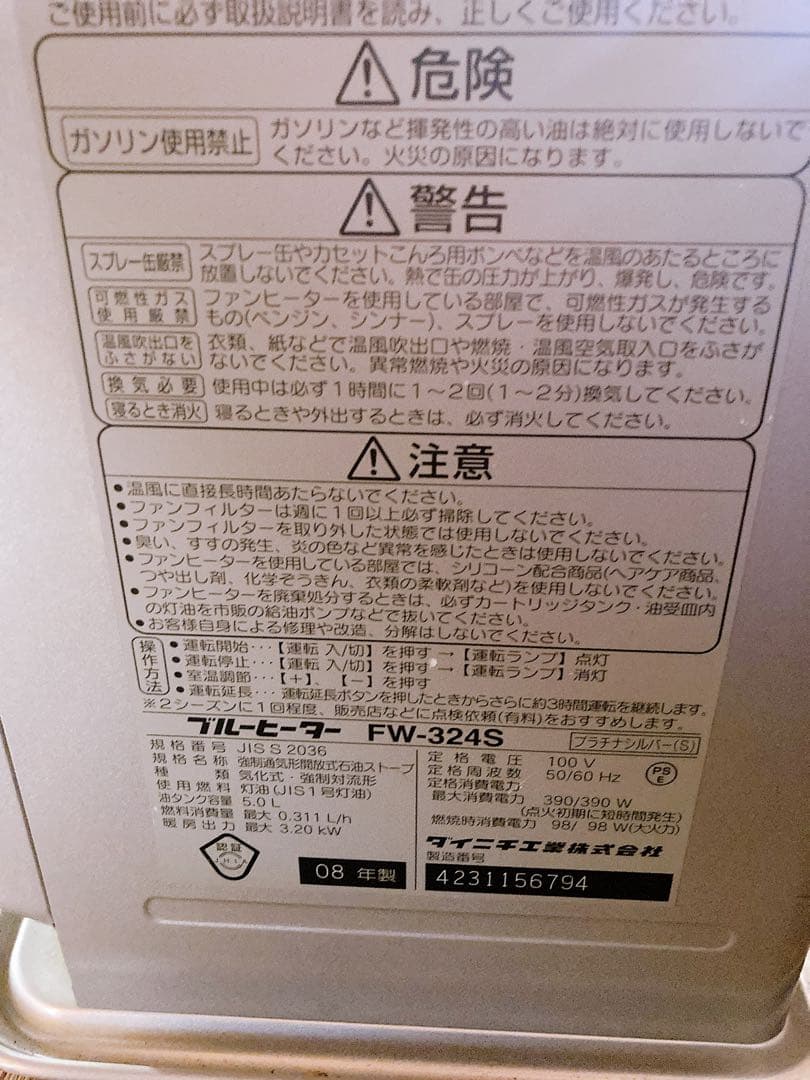 ご使用前に必ず取扱説明書を読み、正しくご使用ください。
危険
ガソリン使用禁止
ガソリンなど揮発性の高い油は絶対に使用しないで
ください。火災の原因になります。
警告
スプレー缶厳禁
スプレー缶やカセットこんろ用ボンベなどを温風のあたるところに
放置しないでください。熱で缶の圧力が上がり、爆発し、危険です。
可燃性ガス
使用厳禁
ファンヒーターを使用している部屋で、可燃性ガスが発生する
もの(ベンジン、シンナー)、スプレーを使用しないでください。
温風吹出口を
ふさがない
衣類、紙などで温風吹出口や燃焼・温風空気取入口をふさが
ないでください。異常燃焼や火災の原因になります。
換気必要
使用中は必ず1時間に1～2回(1～2分)換気してください。
寝るとき消火
寝るときや外出するときは、必ず消火してください。
注意
●温風に直接長時間あたらないでください。
●ファンフィルターは週に1回以上必ず掃除してください。
●ファンフィルターを取り外した状態では使用しないでください。
●臭い、すすの発生、炎の色など異常を感じたときは使用しないでください。
●ファンヒーターを使用している部屋では、シリコーン配合商品(ヘアケア商品、
つや出し剤、化学ぞうきん、衣類の柔軟剤など)を使用しないでください。
●ファンヒーターを廃棄処分するときは、必ずカートリッジタンク・油受皿内
の灯油を市販の給油ポンプなどで抜いてください。
●お客様自身による修理や改造、分解はしないでください。
操作方法
●運転開始・・・【運転 入/切】を押す→【運転ランプ】点灯
●運転停止・・・【運転 入/切】を押す→【運転ランプ】消灯
●室温調節・・・【+】、【－】を押す
●運転延長・・・運転延長ボタンを押したときからさらに約3時間運転を継続します。
※2シーズンに1回程度、販売店などに点検依頼(有料)をおすすめします。
ブルーヒーター FW-324S
プラチナシルバー(S)
規格番号 JIS S 2036
規格名称 強制通気形開放式石油ストーブ
種類 気化式・強制対流形
使用燃料 灯油(JIS1号灯油)
油タンク容量 5.0 L
燃料消費量 最大 0.311 L/h
暖房出力 最大 3.20 kW
定格電圧 100 V
定格周波数 50/60 Hz
定格消費電力
最大消費電力 390/390 W
(点火初期に短時間発生)
燃焼時消費電力 98/ 98 W(大火力)
PS
E
認証
JHIA
ダイニチ工業株式会社
製造番号
08 年製
4231156794